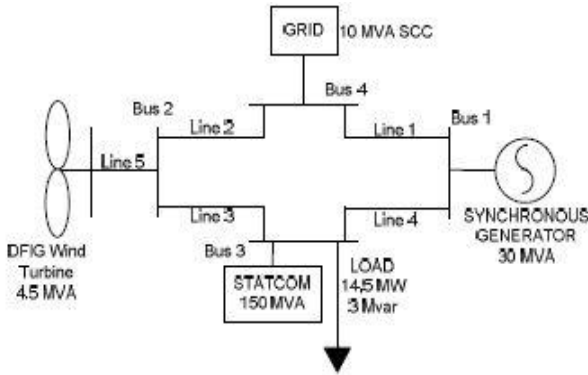 GRID
10 MVA SCC
Bus 4
Bus 2
Line 2
Line 1
Bus 1
Line 5
Line 3
Line 4
DFIG Wind
Turbine
4.5 MVA
Bus 3
STATCOM
150 MVA
LOAD
14,5 MW
3 Mvar
SYNCHRONOUS
GENERATOR
30 MVA